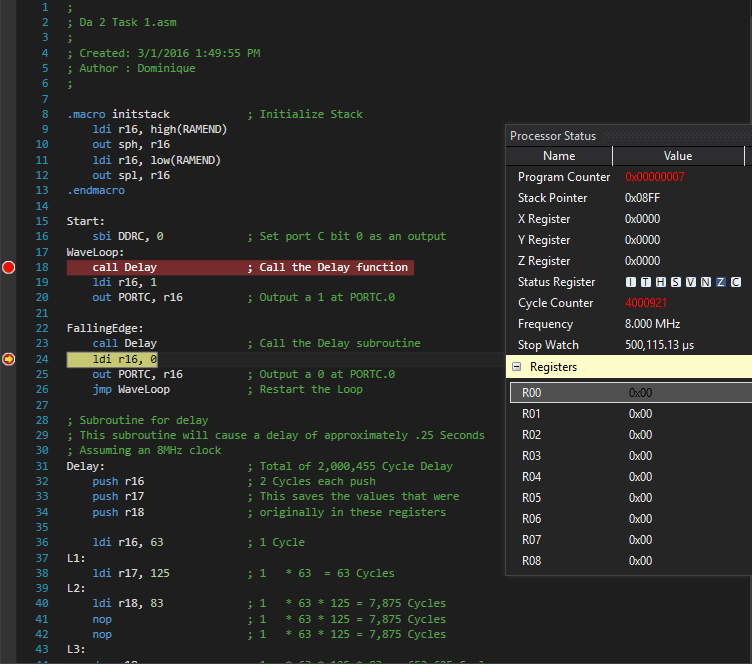 1 ;
2 ; Da 2 Task 1.asm
3 ;
4 ; Created: 3/1/2016 1:49:55 PM
5 ; Author : Dominique
6 ;
7
8 .macro initstack ; Initialize Stack
9 ldi r16, high(RAMEND)
10 out sph, r16
11 ldi r16, low(RAMEND)
12 out spl, r16
13 .endmacro
14
15 Start:
16 sbi DDRC, 0 ; Set port C bit 0 as an output
17 WaveLoop:
18 call Delay ; Call the Delay function
19 ldi r16, 1
20 out PORTC, r16 ; Output a 1 at PORTC.0
21
22 FallingEdge:
23 call Delay ; Call the Delay subroutine
24 ldi r16, 0
25 out PORTC, r16 ; Output a 0 at PORTC.0
26 jmp WaveLoop ; Restart the Loop
27
28 ; Subroutine for delay
29 ; This subroutine will cause a delay of approximately .25 Seconds
30 ; Assuming an 8MHz clock
31 Delay: ; Total of 2,000,455 Cycle Delay
32 push r16 ; 2 Cycles each push
33 push r17 ; This saves the values that were
34 push r18 ; originally in these registers
35
36 ldi r16, 63 ; 1 Cycle
37 L1:
38 ldi r17, 125 ; 1 * 63 = 63 Cycles
39 L2:
40 ldi r18, 83 ; 1 * 63 * 125 = 7,875 Cycles
41 nop ; 1 * 63 * 125 = 7,875 Cycles
42 nop ; 1 * 63 * 125 = 7,875 Cycles
43 L3:
Processor Status
Name Value
Program Counter 0x00000007
Stack Pointer 0x08FF
X Register 0x0000
Y Register 0x0000
Z Register 0x0000
Status Register I T H S V N Z C
Cycle Counter 4000921
Frequency 8.000 MHz
Stop Watch 500,115.13 µs
Registers
R00 0x00
R01 0x00
R02 0x00
R03 0x00
R04 0x00
R05 0x00
R06 0x00
R07 0x00
R08 0x00